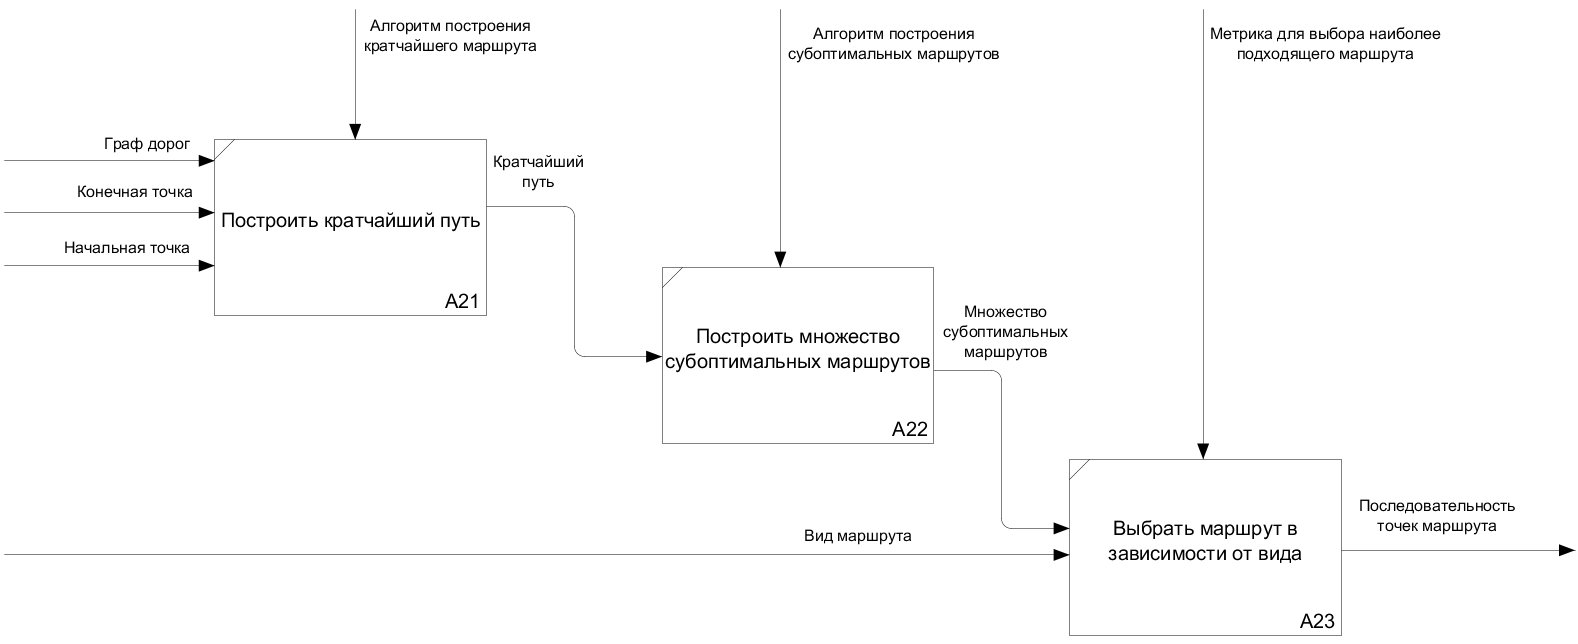 Алгоритм построения
кратчайшего маршрута
Алгоритм построения
субоптимальных маршрутов
Метрика для выбора наиболее
подходящего маршрута
Граф дорог
Конечная точка
Начальная точка
Построить кратчайший путь
A21
Кратчайший
путь
Построить множество
субоптимальных маршрутов
A22
Множество
субоптимальных
маршрутов
Вид маршрута
Выбрать маршрут в
зависимости от вида
A23
Последовательность
точек маршрута